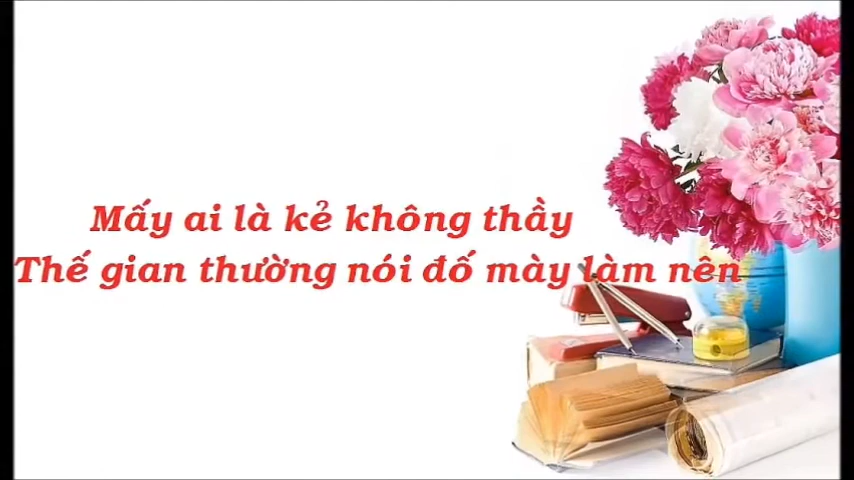 Mấy ai là kẻ không thầy
Thế gian thường nói đố mày làm nên